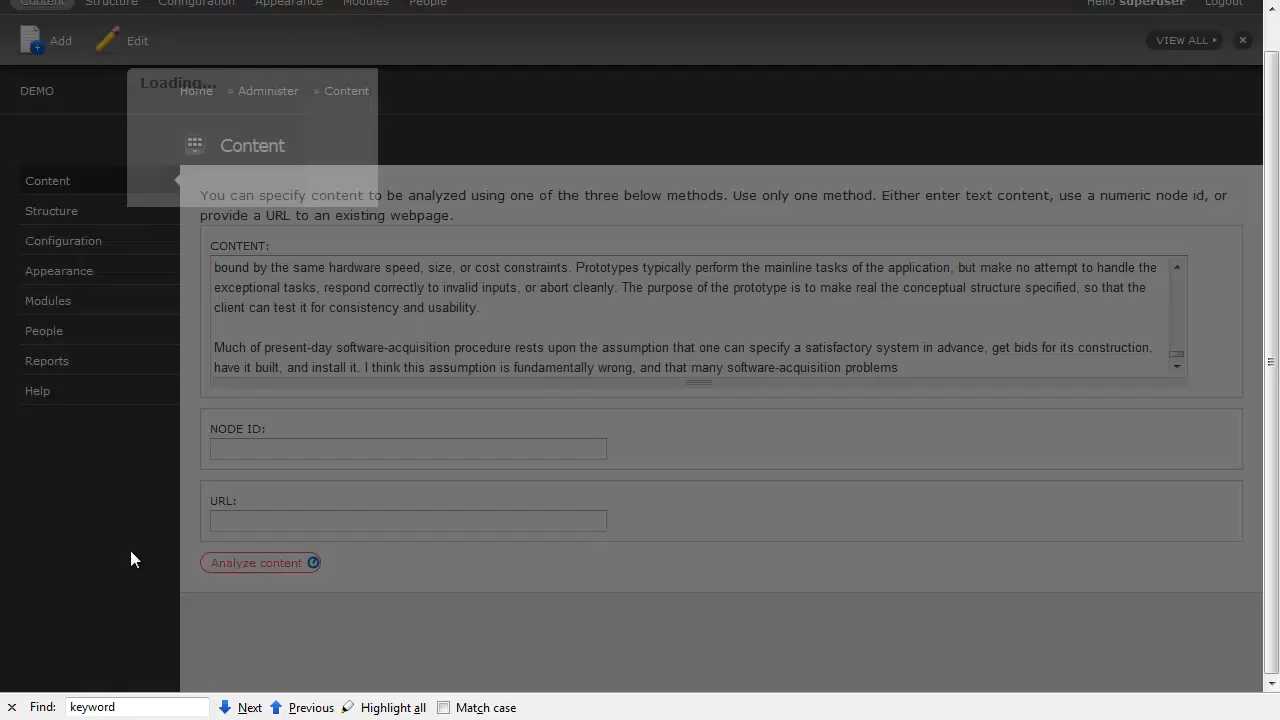 Content Structure Configuration Appearance Modules People Hello superuser Logout
Add Edit VIEW ALL
Loading...
DEMO Home » Administer » Content
Content
Content
Structure
Configuration
Appearance
Modules
People
Reports
Help
You can specify content to be analyzed using one of the three below methods. Use only one method. Either enter text content, use a numeric node id, or
provide a URL to an existing webpage.
CONTENT:
bound by the same hardware speed, size, or cost constraints. Prototypes typically perform the mainline tasks of the application, but make no attempt to handle the
exceptional tasks, respond correctly to invalid inputs, or abort cleanly. The purpose of the prototype is to make real the conceptual structure specified, so that the
client can test it for consistency and usability.
Much of present-day software-acquisition procedure rests upon the assumption that one can specify a satisfactory system in advance, get bids for its construction,
have it built, and install it. I think this assumption is fundamentally wrong, and that many software-acquisition problems
NODE ID:
URL:
Analyze content
Find: keyword Next Previous Highlight all Match case